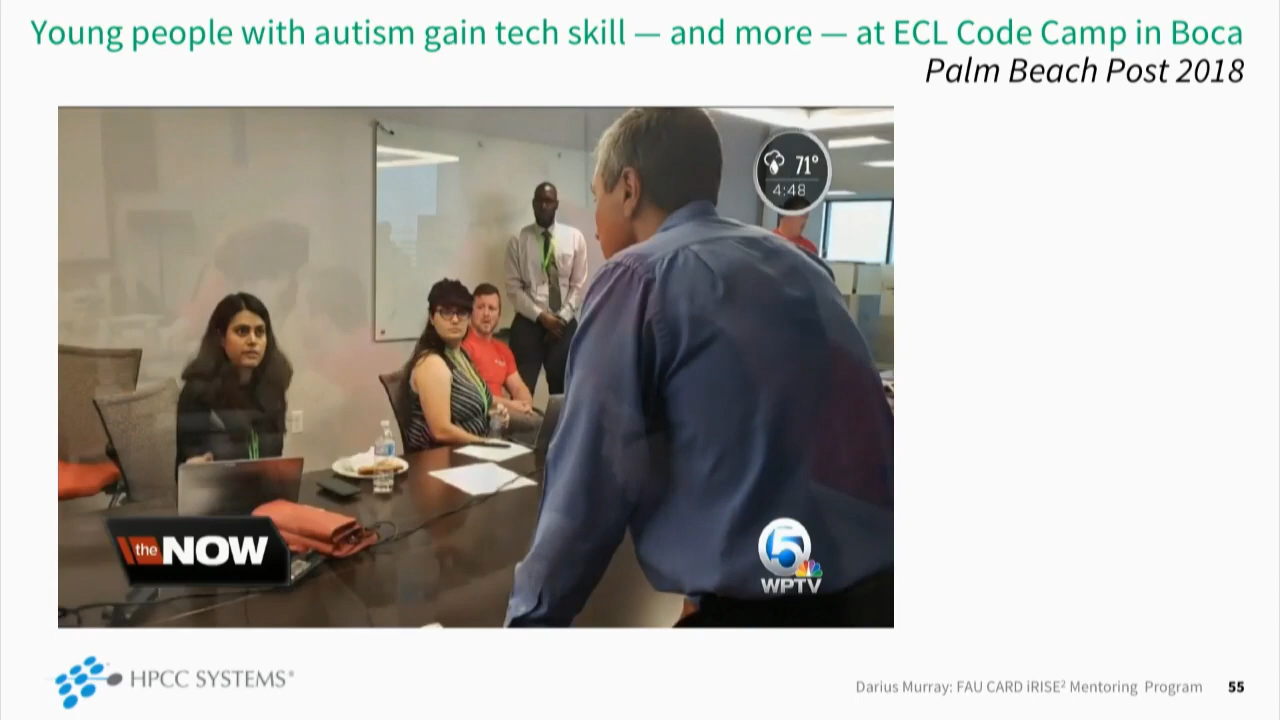 Young people with autism gain tech skill — and more — at ECL Code Camp in Boca
Palm Beach Post 2018
71°
4:48
the NOW
5
WPTV
HPCC SYSTEMS®
Darius Murray: FAU CARD iRISE² Mentoring Program 55